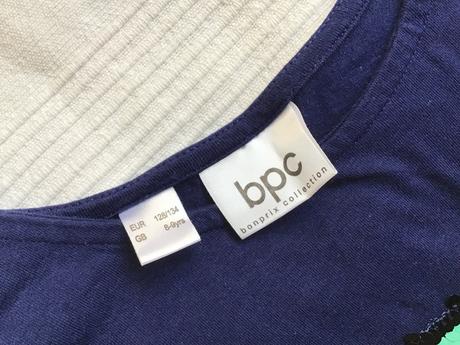 EUR 128/134
GB 8-9yrs.
bpc
bonprix collection